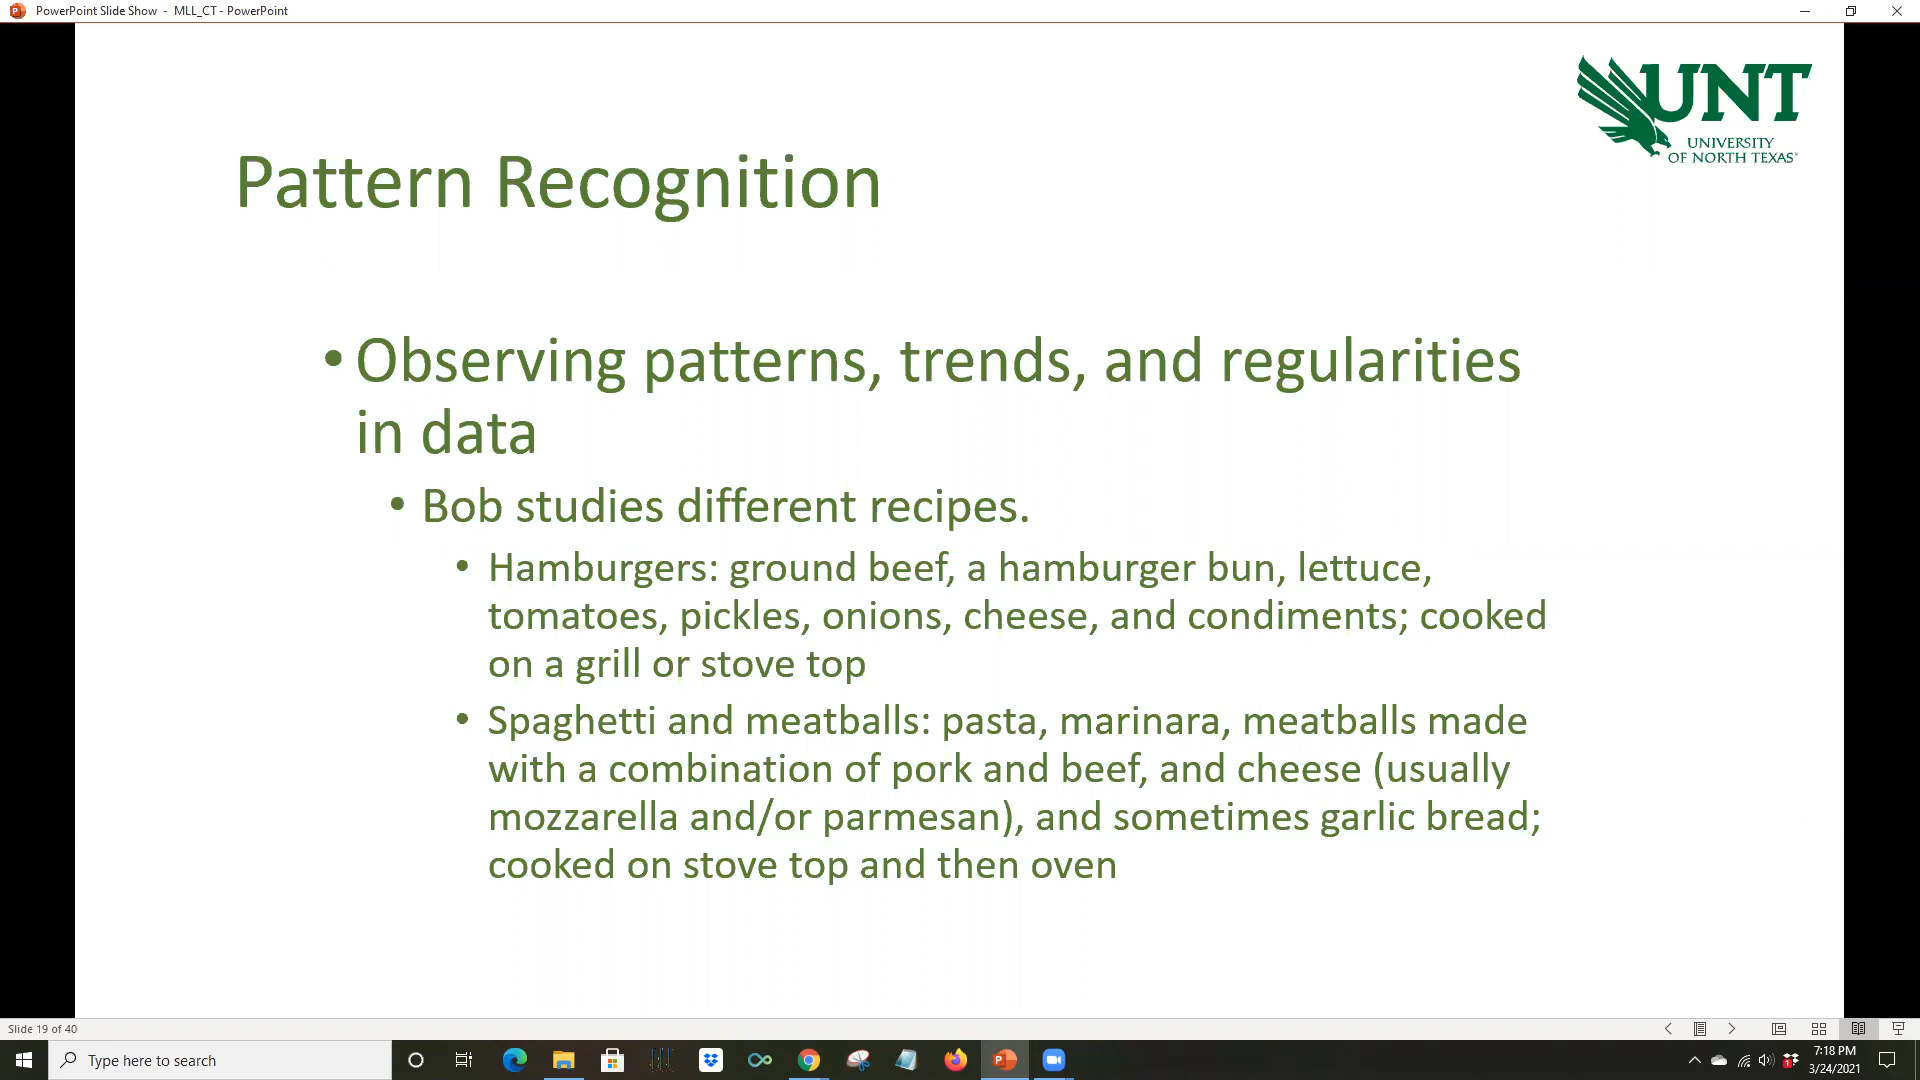 PowerPoint Slide Show - MLL_CT - PowerPoint
UNT
UNIVERSITY
OF NORTH TEXAS®
Pattern Recognition
• Observing patterns, trends, and regularities
in data
• Bob studies different recipes.
• Hamburgers: ground beef, a hamburger bun, lettuce,
tomatoes, pickles, onions, cheese, and condiments; cooked
on a grill or stove top
• Spaghetti and meatballs: pasta, marinara, meatballs made
with a combination of pork and beef, and cheese (usually
mozzarella and/or parmesan), and sometimes garlic bread;
cooked on stove top and then oven
Slide 19 of 40
Type here to search
7:18 PM
3/24/2021